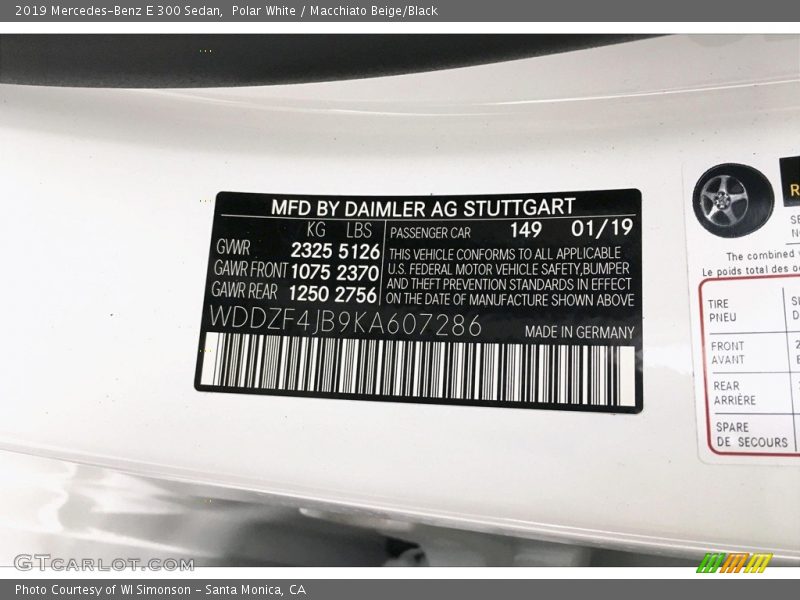 2019 Mercedes-Benz E 300 Sedan, Polar White / Macchiato Beige/Black
MFD BY DAIMLER AG STUTTGART
KG LBS
GVWR 2325 5126
GAWR FRONT 1075 2370
GAWR REAR 1250 2756
PASSENGER CAR 149 01/19
THIS VEHICLE CONFORMS TO ALL APPLICABLE
U.S. FEDERAL MOTOR VEHICLE SAFETY,BUMPER
AND THEFT PREVENTION STANDARDS IN EFFECT
ON THE DATE OF MANUFACTURE SHOWN ABOVE
WDDZF4JB9KA607286
MADE IN GERMANY
The combined
Le poids total des
TIRE
PNEU
FRONT
AVANT
REAR
ARRIÈRE
SPARE
DE SECOURS
GTCARLOT.COM
Photo Courtesy of WI Simonson - Santa Monica, CA